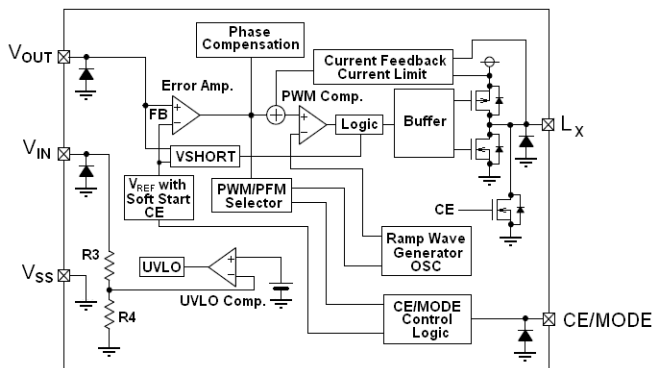 Phase
Compensation
VOUT
Current Feedback
Current Limit
Error Amp.
FB
+
−
+
PWM Comp.
+
−
Logic
Buffer
LX
VIN
VSHORT
VREF with
Soft Start
CE
PWM/PFM
Selector
CE
R3
UVLO
+
−
UVLO Comp.
Ramp Wave
Generator
OSC
VSS
R4
CE/MODE
Control
Logic
CE/MODE